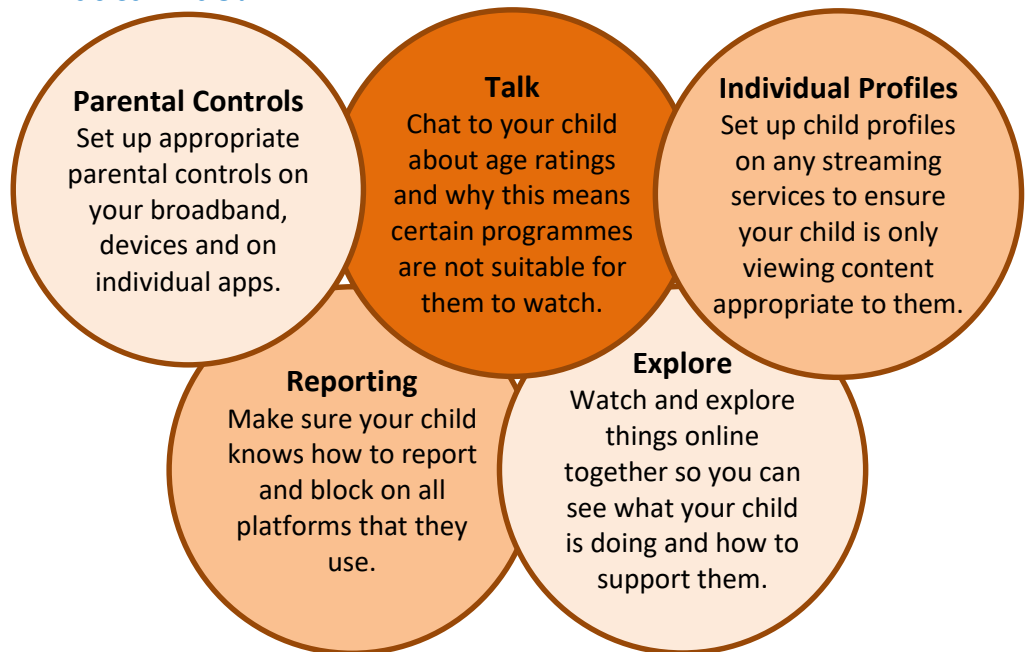 Parental Controls
Set up appropriate
parental controls on
your broadband,
devices and on
individual apps.
Talk
Chat to your child
about age ratings
and why this means
certain programmes
are not suitable for
them to watch.
Individual Profiles
Set up child profiles
on any streaming
services to ensure
your child is only
viewing content
appropriate to them.
Reporting
Make sure your child
knows how to report
and block on all
platforms that they
use.
Explore
Watch and explore
things online
together so you can
see what your child
is doing and how to
support them.